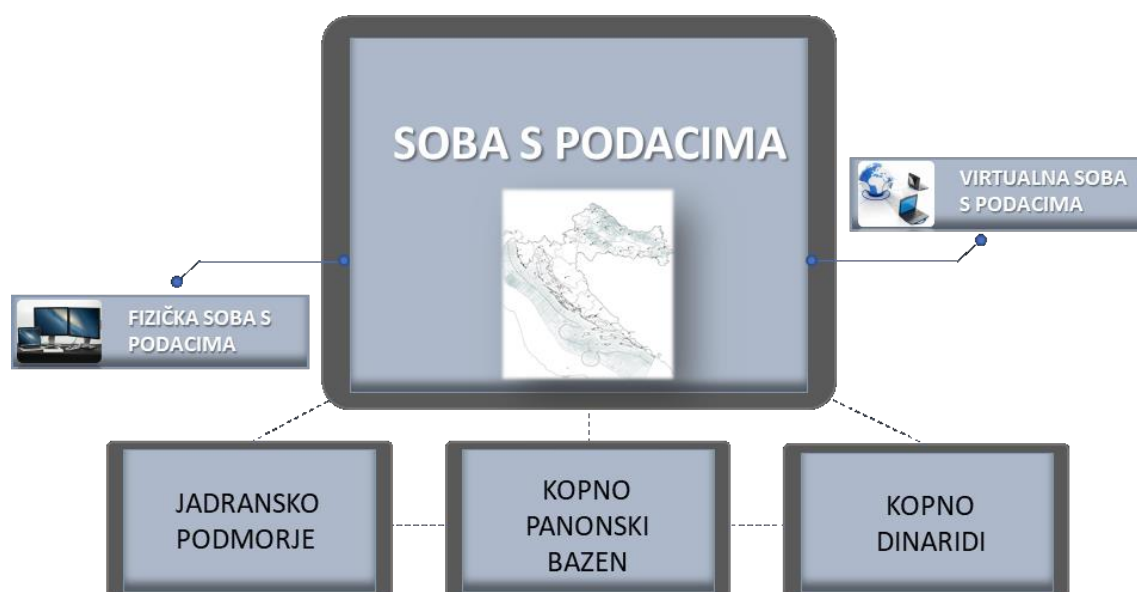 SOBA S PODACIMA
VIRTUALNA SOBA
S PODACIMA
FIZIČKA SOBA S
PODACIMA
JADRANSKO
PODMORJE
KOPNO
PANONSKI
BAZEN
KOPNO
DINARIDI